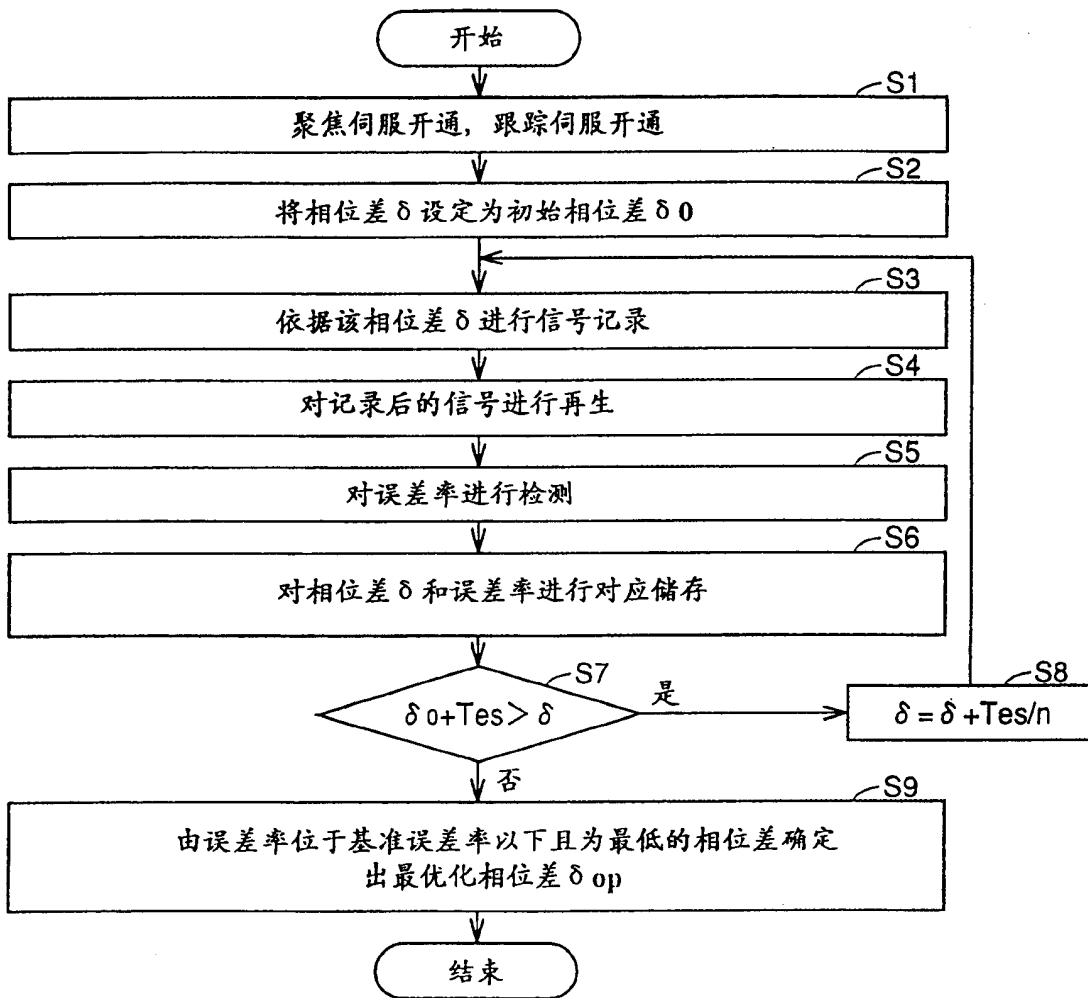 开始
S1
聚焦伺服开通，跟踪伺服开通
S2
将相位差δ设定为初始相位差δ0
S3
依据该相位差δ进行信号记录
S4
对记录后的信号进行再生
S5
对误差率进行检测
S6
对相位差δ和误差率进行对应储存
S7
δ0+Tes＞δ
是
S8
δ=δ+Tes/n
否
S9
由误差率位于基准误差率以下且为最低的相位差确定
出最优化相位差δop
结束